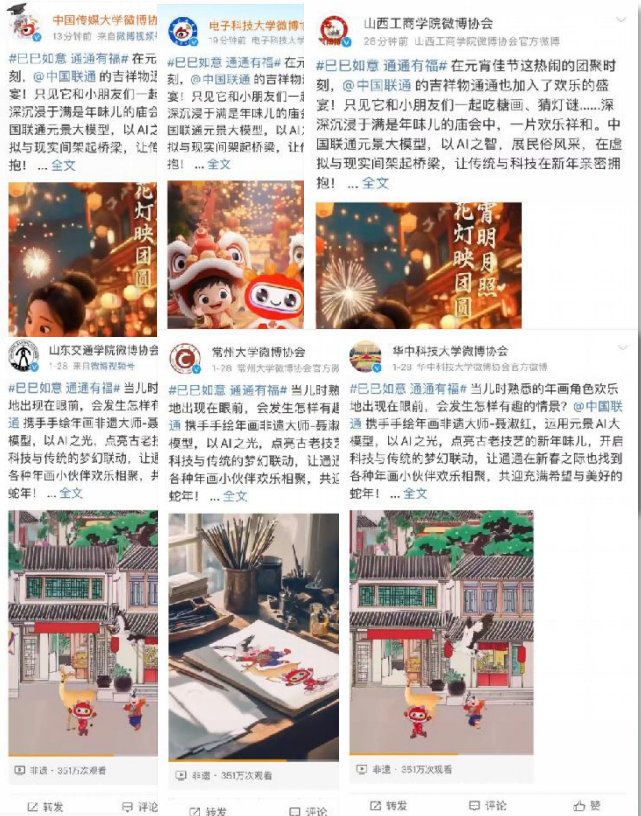 中国传媒大学微博协
13分钟前 来自微博视频号
#巳巳如意 通通有福# 在元
刻，@中国联通 的吉祥物通
宴！只见它和小朋友们一起
深沉浸于满是年味儿的庙会
国联通元景大模型，以AI之
拟与现实间架起桥梁，让传
抱！ ... 全文
花灯映团圆
电子科技大学微博
19分钟前 电子科技大学
#巳巳如意 通通有福# 在元
刻，@中国联通 的吉祥物
宴！只见它和小朋友们一起
深沉浸于满是年味儿的庙会
国联通元景大模型，以AI
拟与现实间架起桥梁，让传
抱！ ... 全文
山西工商学院微博协会
26分钟前 山西工商学院微博协会官方微博
#巳巳如意 通通有福# 在元宵佳节这热闹的团聚时
刻，@中国联通 的吉祥物通通也加入了欢乐的盛
宴！只见它和小朋友们一起吃糖画、猜灯谜......深
深沉浸于满是年味儿的庙会中，一片欢乐祥和。中
国联通元景大模型，以AI之智，展民俗风采，在虚
拟与现实间架起桥梁，让传统与科技在新年亲密拥
抱！ ... 全文
宵明月照
花灯映团圆
山东交通学院微博协会
1-28 来自微博视频号
#巳巳如意 通通有福# 当儿时
地出现在眼前，会发生怎样有
通 携手手绘年画非遗大师-聂
模型，以AI之光，点亮古老技
科技与传统的梦幻联动，让通
各种年画小伙伴欢乐相聚，共
蛇年！ ... 全文
非遗 · 351万次观看
转发 评论
常州大学微博协会
1-28 常州大学微博协会官方微
#巳巳如意 通通有福# 当儿时熟
地出现在眼前，会发生怎样有趣
通 携手手绘年画非遗大师-聂淑
模型，以AI之光，点亮古老技艺
科技与传统的梦幻联动，让通通
各种年画小伙伴欢乐相聚，共迎
蛇年！ ... 全文
非遗 · 351万次观看
转发 评论
华中科技大学微博协会
1-28 华中科技大学微博协会官方微博
#巳巳如意 通通有福# 当儿时熟悉的年画角色欢乐
地出现在眼前，会发生怎样有趣的情景？@中国联
通 携手手绘年画非遗大师-聂淑红，运用元景AI大
模型，以AI之光，点亮古老技艺的新年味儿，开启
科技与传统的梦幻联动，让通通在新春之际也找到
各种年画小伙伴欢乐相聚，共迎充满希望与美好的
蛇年！ ... 全文
非遗 · 351万次观看
转发 评论 赞